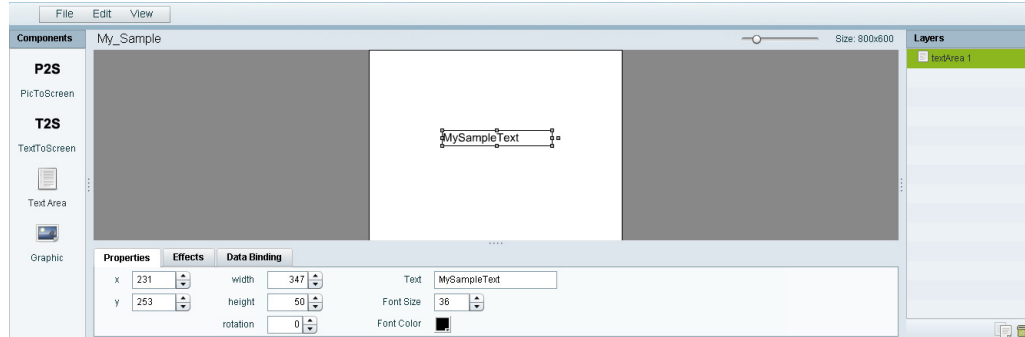 File Edit View
Components
My_Sample
Size: 800x600
Layers
P2S
PicToScreen
T2S
TextToScreen
Text Area
Graphic
textArea 1
MySampleText
Properties Effects Data Binding
x 231 width 347 Text MySampleText
y 253 height 50 Font Size 36
rotation 0 Font Color